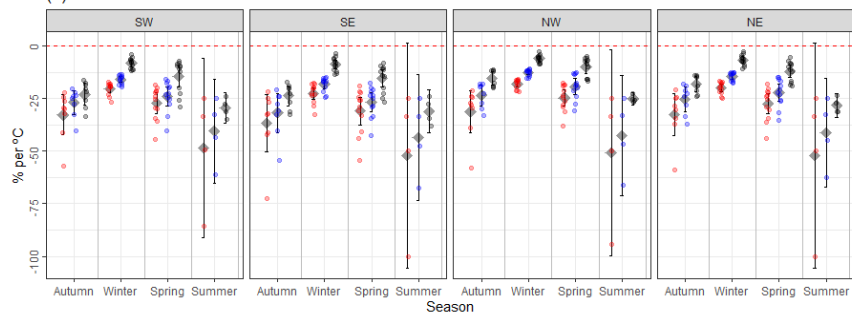 SW SE NW NE
% per ºC
0
-25
-50
-75
-100
Autumn Winter Spring Summer Autumn Winter Spring Summer Autumn Winter Spring Summer Autumn Winter Spring Summer
Season